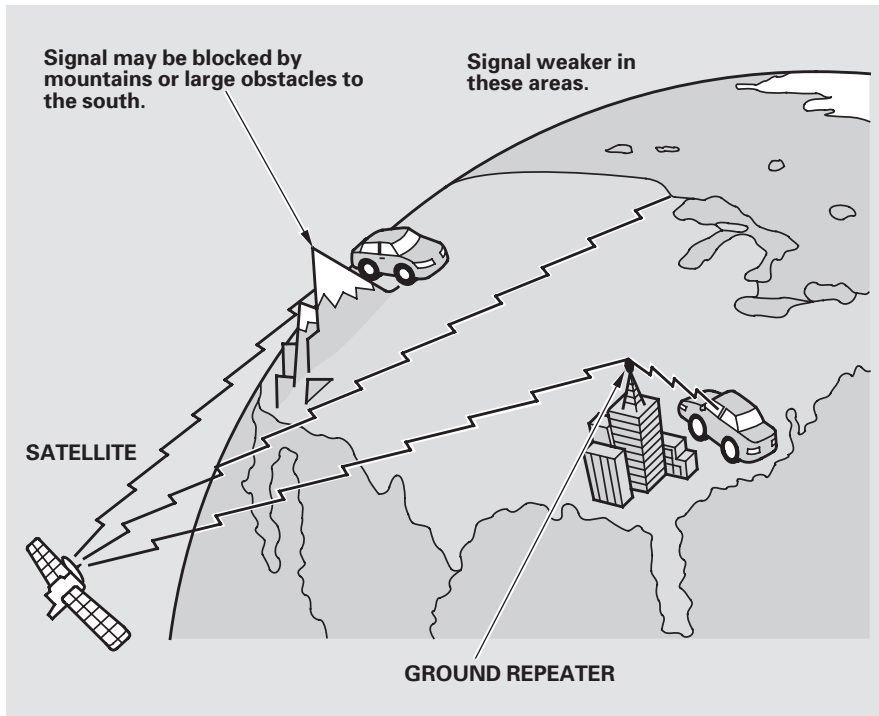 Signal may be blocked by
mountains or large obstacles to
the south.
Signal weaker in
these areas.
SATELLITE
GROUND REPEATER